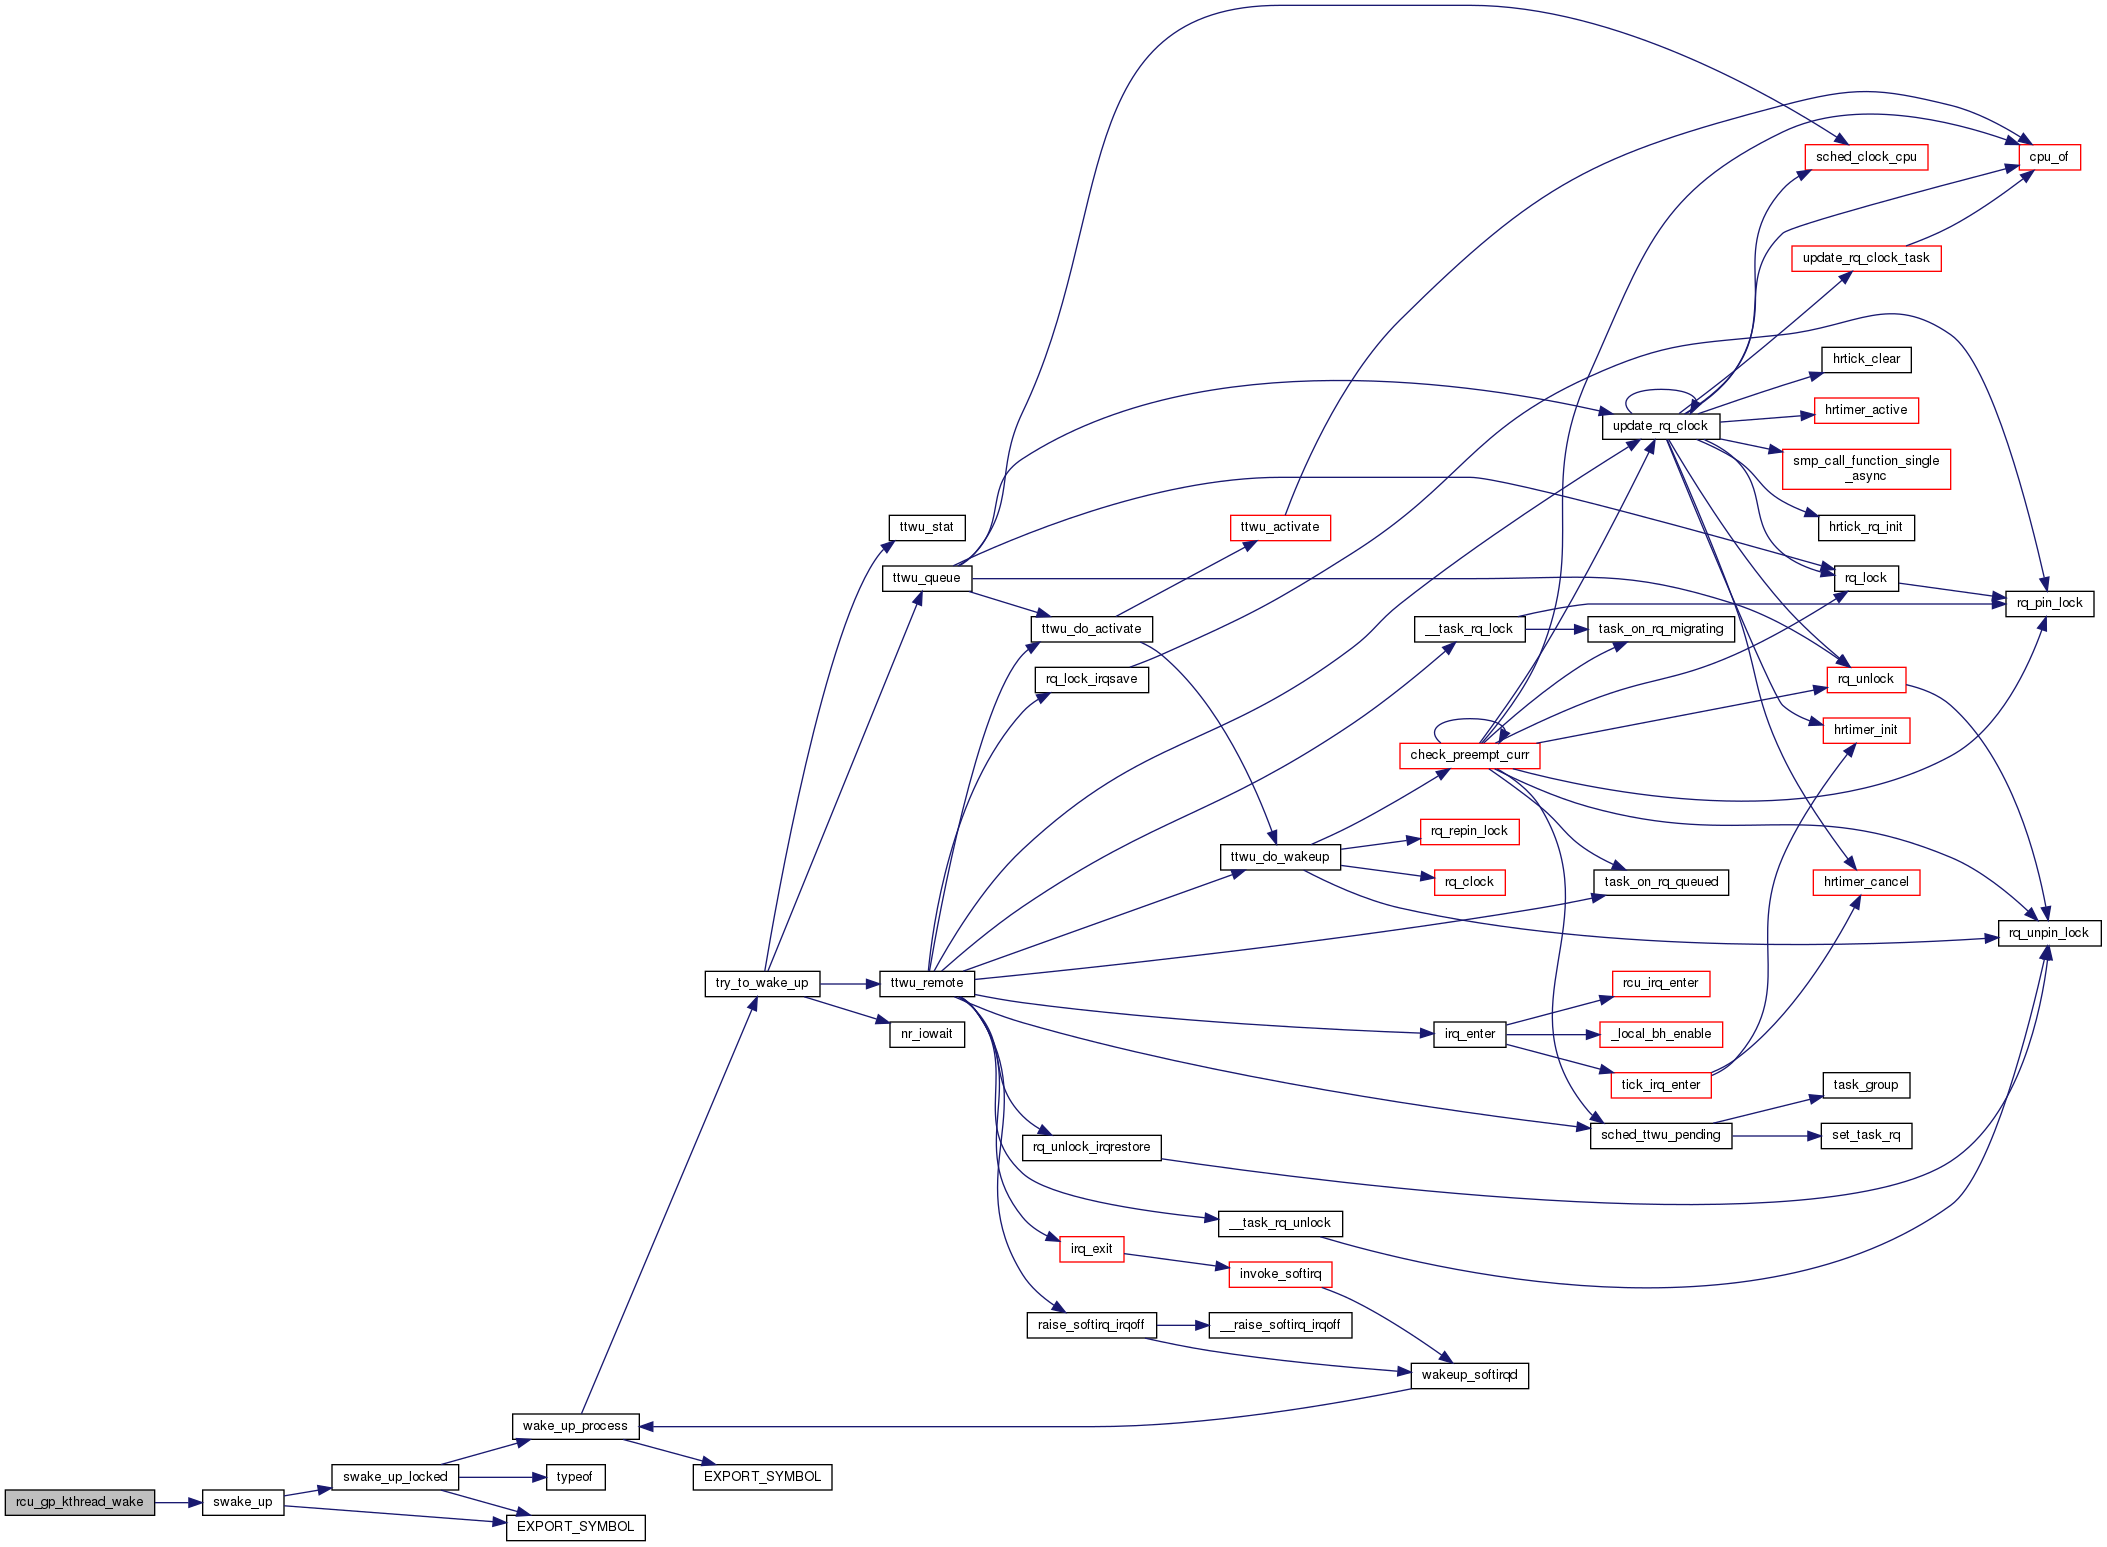 sched_clock_cpu
cpu_of
update_rq_clock_task
hrtick_clear
hrtimer_active
update_rq_clock
smp_call_function_single
_async
ttwu_stat
ttwu_activate
hrtick_rq_init
ttwu_queue
rq_lock
rq_pin_lock
ttwu_do_activate
__task_rq_lock
task_on_rq_migrating
rq_lock_irqsave
rq_unlock
hrtimer_init
check_preempt_curr
rq_repin_lock
ttwu_do_wakeup
rq_clock
task_on_rq_queued
hrtimer_cancel
rq_unpin_lock
try_to_wake_up
ttwu_remote
rcu_irq_enter
nr_iowait
irq_enter
_local_bh_enable
tick_irq_enter
task_group
sched_ttwu_pending
set_task_rq
rq_unlock_irqrestore
__task_rq_unlock
irq_exit
invoke_softirq
raise_softirq_irqoff
__raise_softirq_irqoff
wakeup_softirqd
wake_up_process
swake_up_locked
typeof
EXPORT_SYMBOL
rcu_gp_kthread_wake
swake_up
EXPORT_SYMBOL